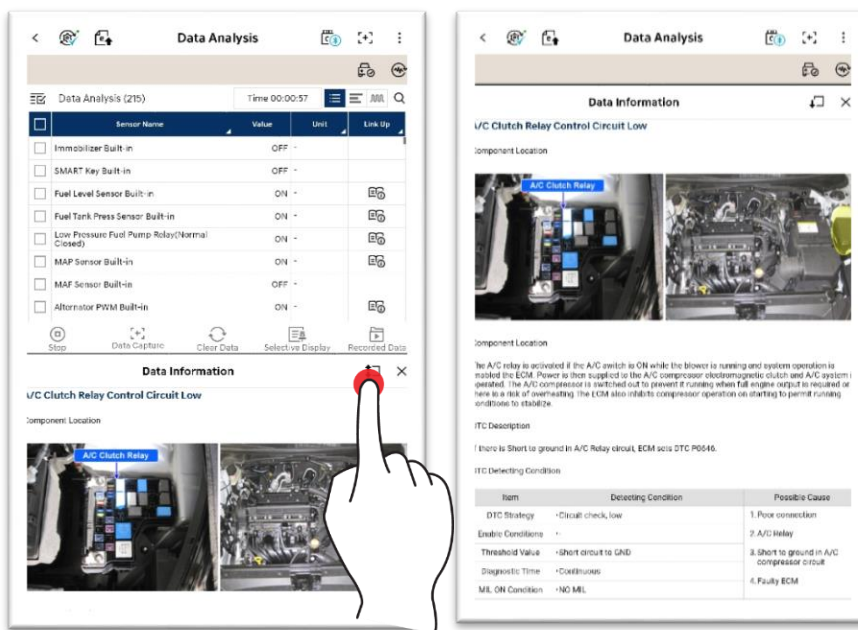 Data Analysis
Data Analysis (215) Time 00:00:57
Sensor Name Value Unit Link Up
Immobilizer Built-in OFF -
SMART Key Built-in OFF -
Fuel Level Sensor Built-in ON -
Fuel Tank Press Sensor Built-in ON -
Low Pressure Fuel Pump Relay(Normal
Closed) ON -
MAP Sensor Built-in ON -
MAF Sensor Built-in OFF -
Alternator PWM Built-in ON -
Stop Data Capture Clear Data Selective Display Recorded Data
Data Information
A/C Clutch Relay Control Circuit Low
Component Location
A/C Clutch Relay
Data Analysis
Data Information
A/C Clutch Relay Control Circuit Low
Component Location
A/C Clutch Relay
Component Location
The A/C relay is activated if the A/C switch is ON while the blower is running and system operation is
enabled the ECM. Power is then supplied to the A/C compressor electromagnetic clutch and A/C system i
operated. The A/C compressor is switched out to prevent it running when full engine output is required or
there is a risk of overheating The ECM also inhibits compressor operation on starting to permit running
conditions to stabilize.
DTC Description
If there is Short to ground in A/C Relay circuit, ECM sets DTC P0646.
DTC Detecting Condition
Item Detecting Condition Possible Cause
DTC Strategy •Circuit check, low
Enable Conditions •-
Threshold Value •Short circuit to GND
Diagnostic Time •Continuous
MIL ON Condition •NO MIL
1. Poor connection
2. A/C Relay
3. Short to ground in A/C
compressor circuit
4. Faulty ECM